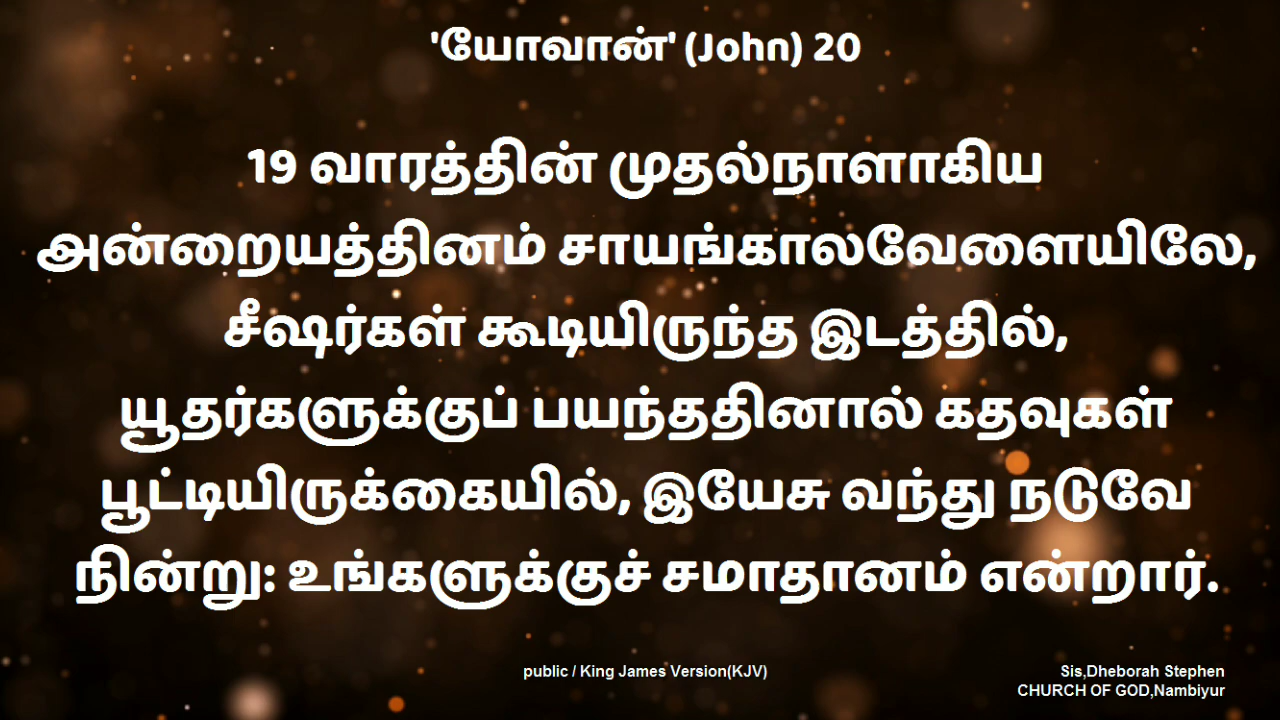 'யோவான்' (John) 20
19 வாரத்தின் முதல்நாளாகிய
அன்றையத்தினம் சாயங்காலவேளையிலே,
சீஷர்கள் கூடியிருந்த இடத்தில்,
யூதர்களுக்குப் பயந்ததினால் கதவுகள்
பூட்டியிருக்கையில், இயேசு வந்து நடுவே
நின்று: உங்களுக்குச் சமாதானம் என்றார்.
public / King James Version(KJV)
Sis,Dheborah Stephen
CHURCH OF GOD,Nambiyur